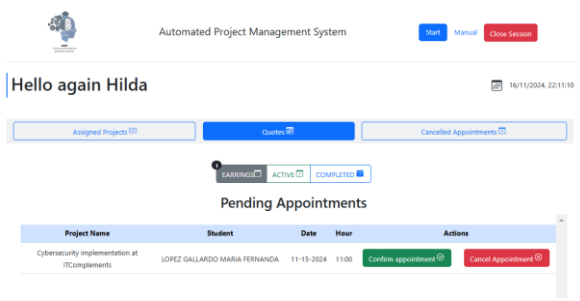 Automated Project Management System
Start
Manual
Close Session
Hello again Hilda
16/11/2024, 22:11:10
Assigned Projects
Quotes
Cancelled Appointments
EARRINGS
ACTIVE
COMPLETED
Pending Appointments
Project Name Student Date Hour Actions
Cybersecurity implementation at
ITComplements
LOPEZ GALLARDO MARIA FERNANDA 11-15-2024 11:00 Confirm appointment Cancel Appointment